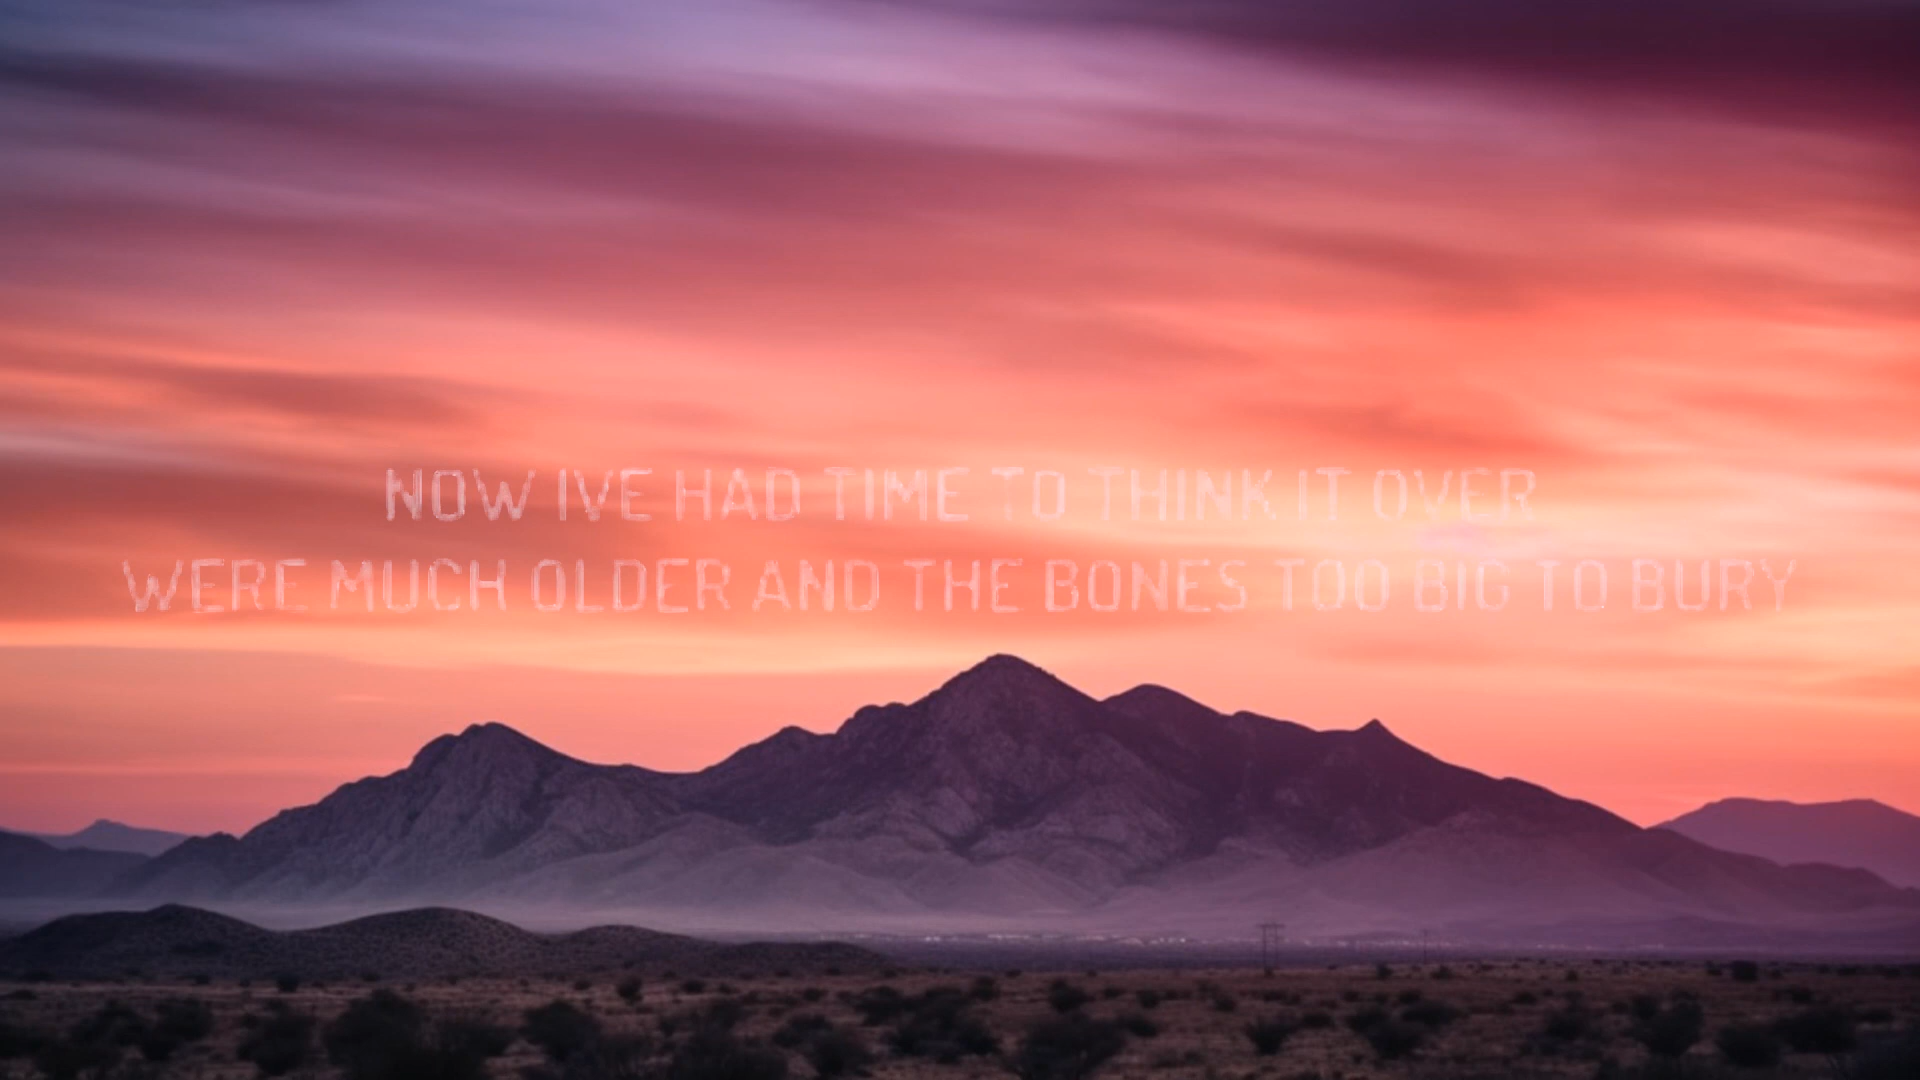 NOW IVE HAD TIME TO THINK IT OVER
WERE MUCH OLDER AND THE BONES TOO BIG TO BURY